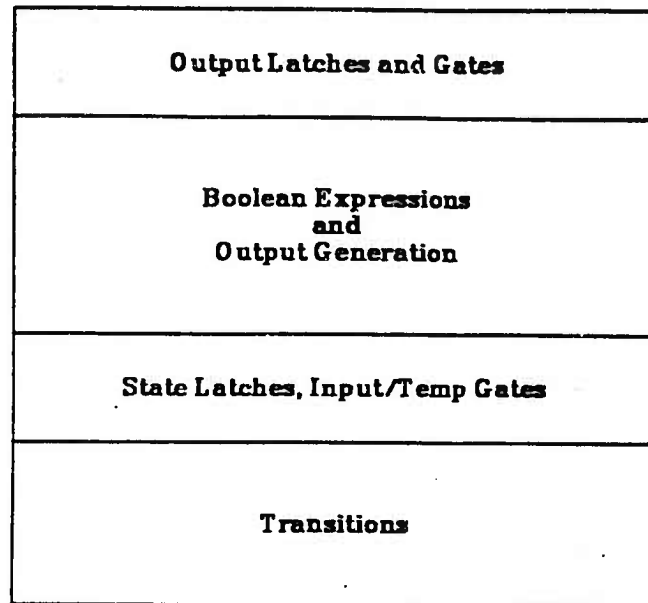 Output Latches and Gates
Boolean Expressions
and
Output Generation
State Latches, Input/Temp Gates
Transitions